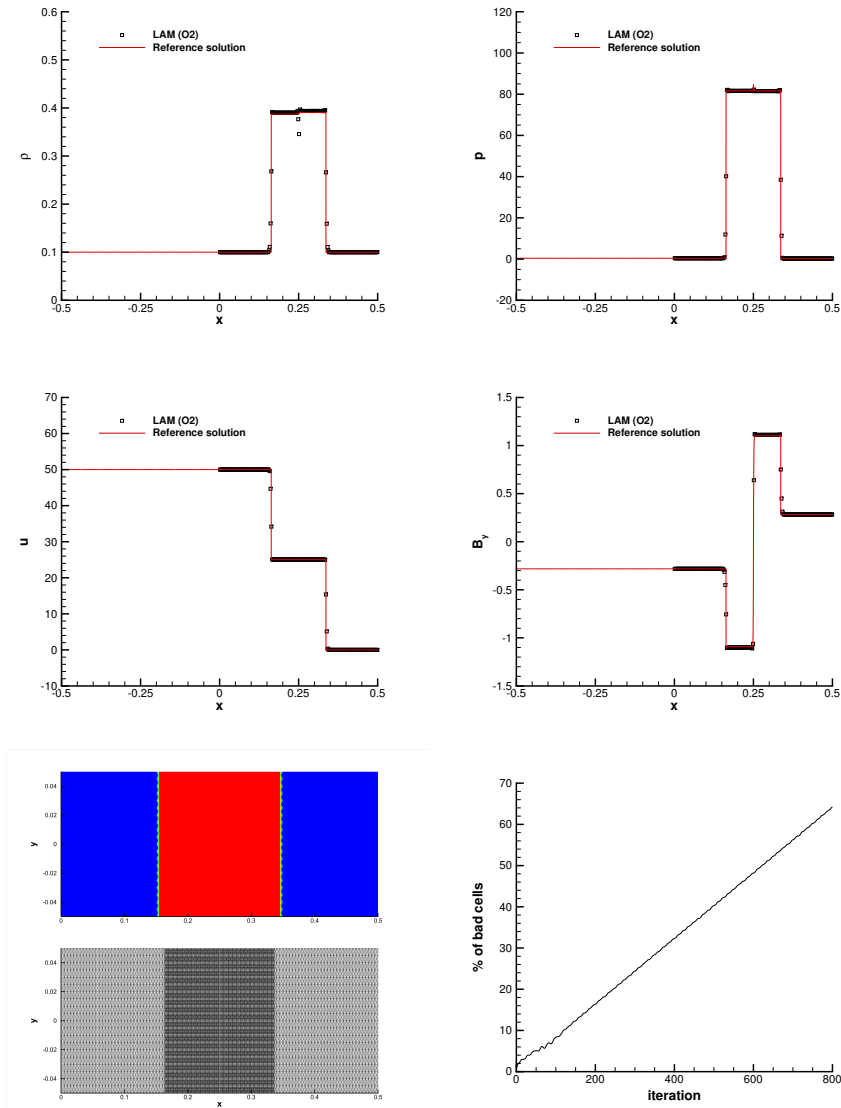 0.6
LAM (O2)
Reference solution
0.5
0.4
ρ
0.3
0.2
0.1
0
-0.5 -0.25 0 0.25 0.5
x
120
LAM (O2)
Reference solution
100
80
60
p
40
20
0
-20
-0.5 -0.25 0 0.25 0.5
x
70
LAM (O2)
Reference solution
60
50
40
30
u
20
10
0
-10
-0.5 -0.25 0 0.25 0.5
x
1.5
LAM (O2)
Reference solution
1
0.5
0
By
-0.5
-1
-1.5
-0.5 -0.25 0 0.25 0.5
x
0.04
0.02
y
0
-0.02
-0.04
0 0.1 0.2 0.3 0.4 0.5
0.04
0.02
y
0
-0.02
-0.04
0 0.1 0.2 0.3 0.4 0.5
x
70
60
50
40
% of bad cells
30
20
10
0
0 200 400 600 800
iteration